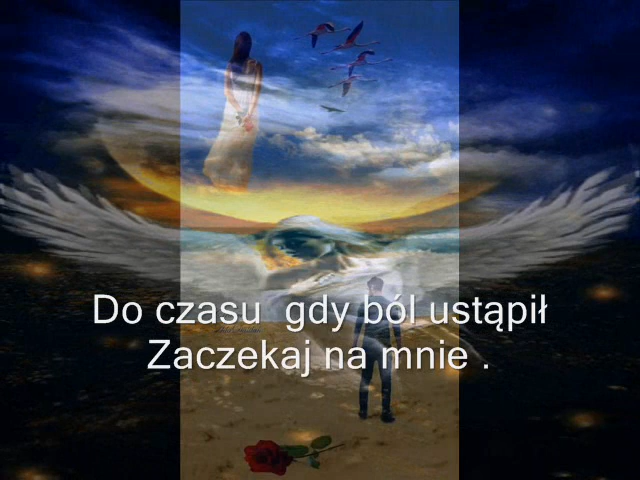 Do czasu  gdy ból ustąpił
Zaczekaj na mnie .